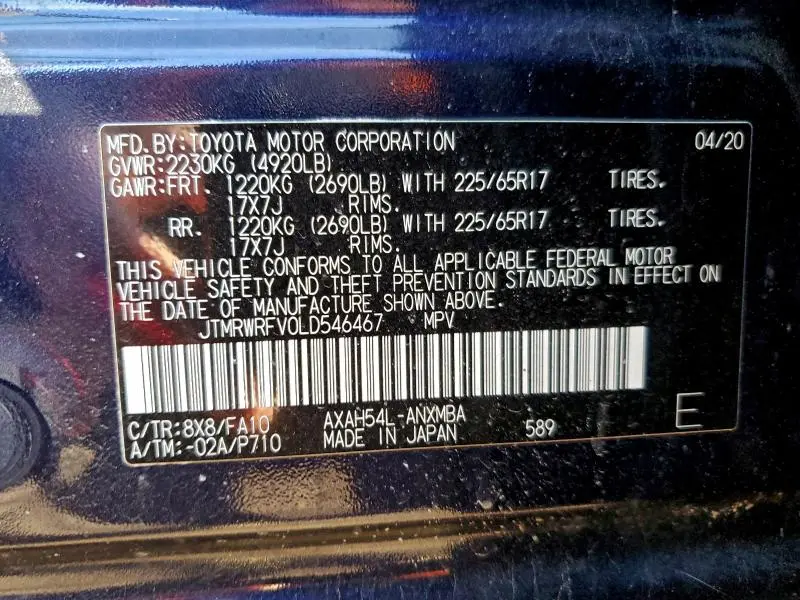 MFD.BY:TOYOTA MOTOR CORPORATION 04/20
GVWR:2230KG (4920LB)
GAWR:FRT. 1220KG (2690LB) WITH 225/65R17 TIRES.
17X7J RIMS.
RR. 1220KG (2690LB) WITH 225/65R17 TIRES.
17X7J RIMS.
THIS VEHICLE CONFORMS TO ALL APPLICABLE FEDERAL MOTOR
VEHICLE SAFETY AND THEFT PREVENTION STANDARDS IN EFFECT ON
THE DATE OF MANUFACTURE SHOWN ABOVE.
JTMRWRFV0LD546467 MPV
C/TR:8X8/FA10 AXAH54L-ANXMBA
A/TM:-02A/P710 MADE IN JAPAN 589 E